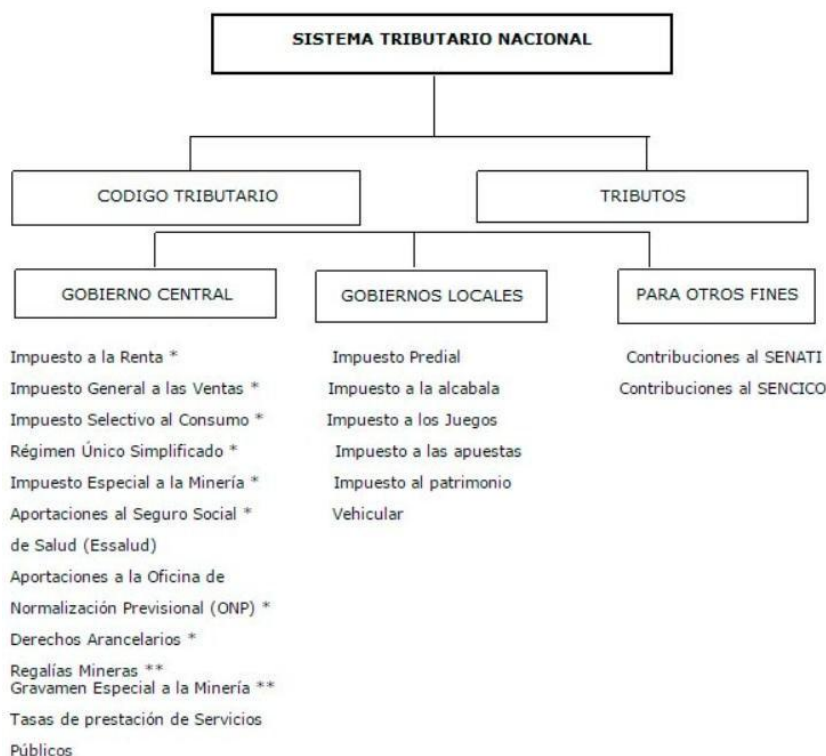 SISTEMA TRIBUTARIO NACIONAL
CODIGO TRIBUTARIO
TRIBUTOS
GOBIERNO CENTRAL
GOBIERNOS LOCALES
PARA OTROS FINES
Impuesto a la Renta *
Impuesto General a las Ventas *
Impuesto Selectivo al Consumo *
Régimen Único Simplificado *
Impuesto Especial a la Minería *
Aportaciones al Seguro Social *
de Salud (Essalud)
Aportaciones a la Oficina de
Normalización Previsional (ONP) *
Derechos Arancelarios *
Regalías Mineras **
Gravamen Especial a la Minería **
Tasas de prestación de Servicios
Públicos
Impuesto Predial
Impuesto a la alcabala
Impuesto a los Juegos
Impuesto a las apuestas
Impuesto al patrimonio
Vehicular
Contribuciones al SENATI
Contribuciones al SENCICO